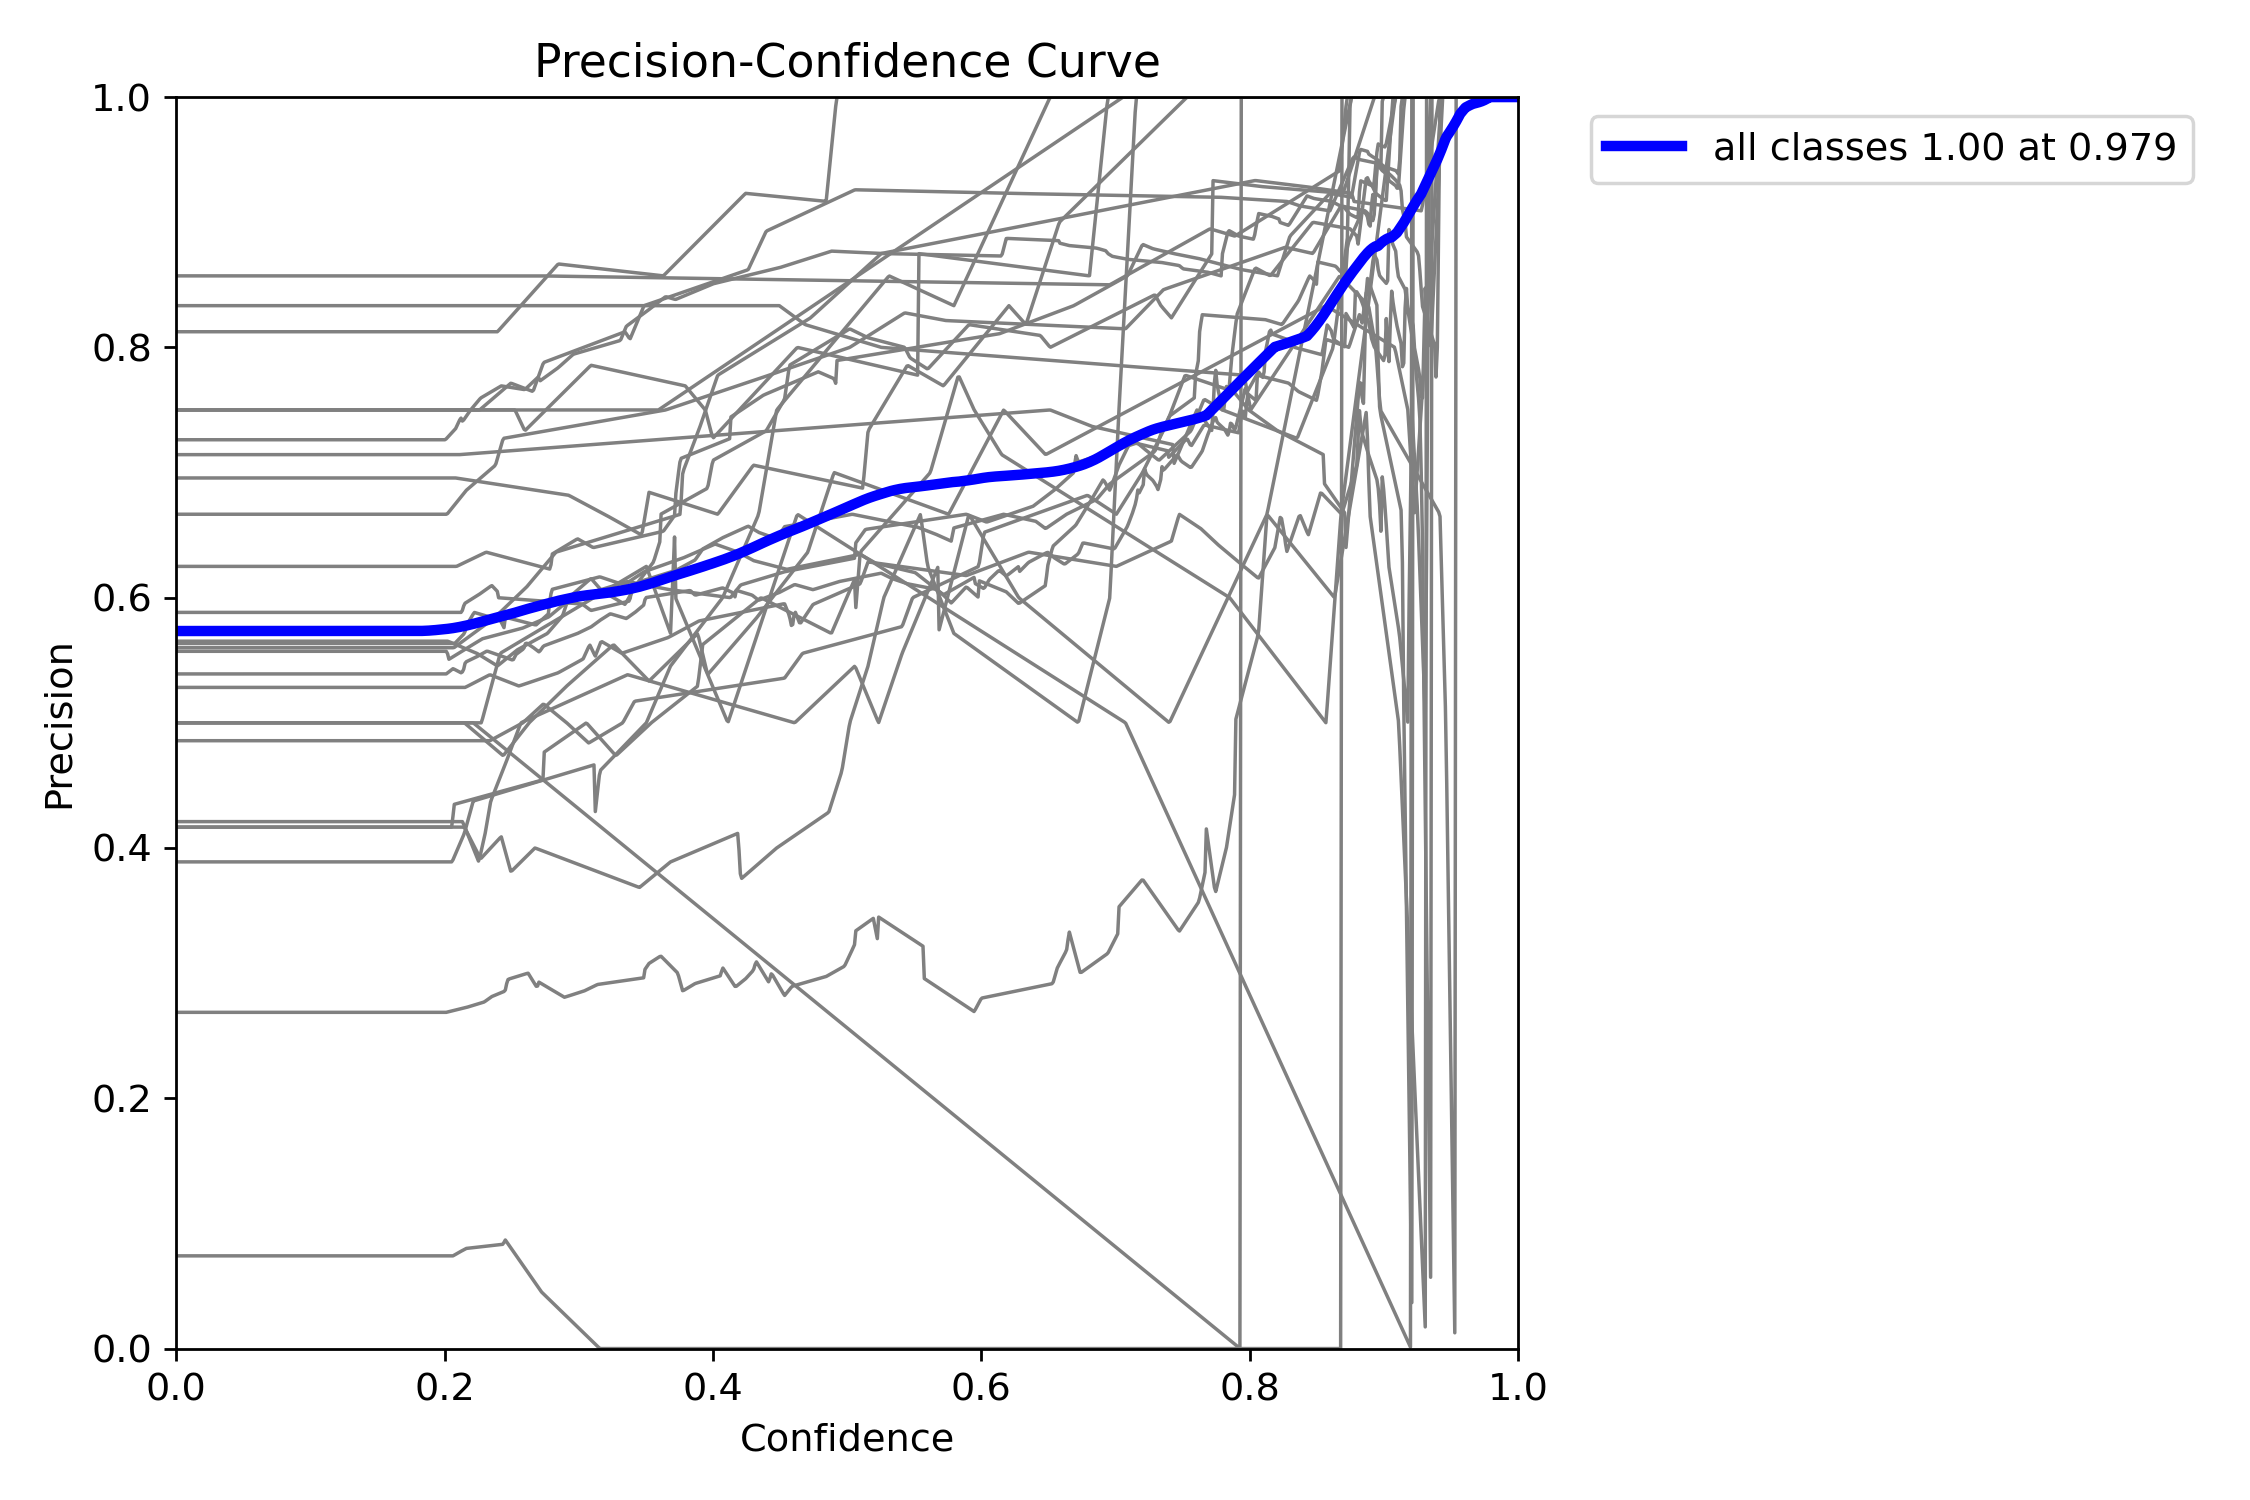 Precision-Confidence Curve
all classes 1.00 at 0.979
Precision
1.0
0.8
0.6
0.4
0.2
0.0
0.0 0.2 0.4 0.6 0.8 1.0
Confidence